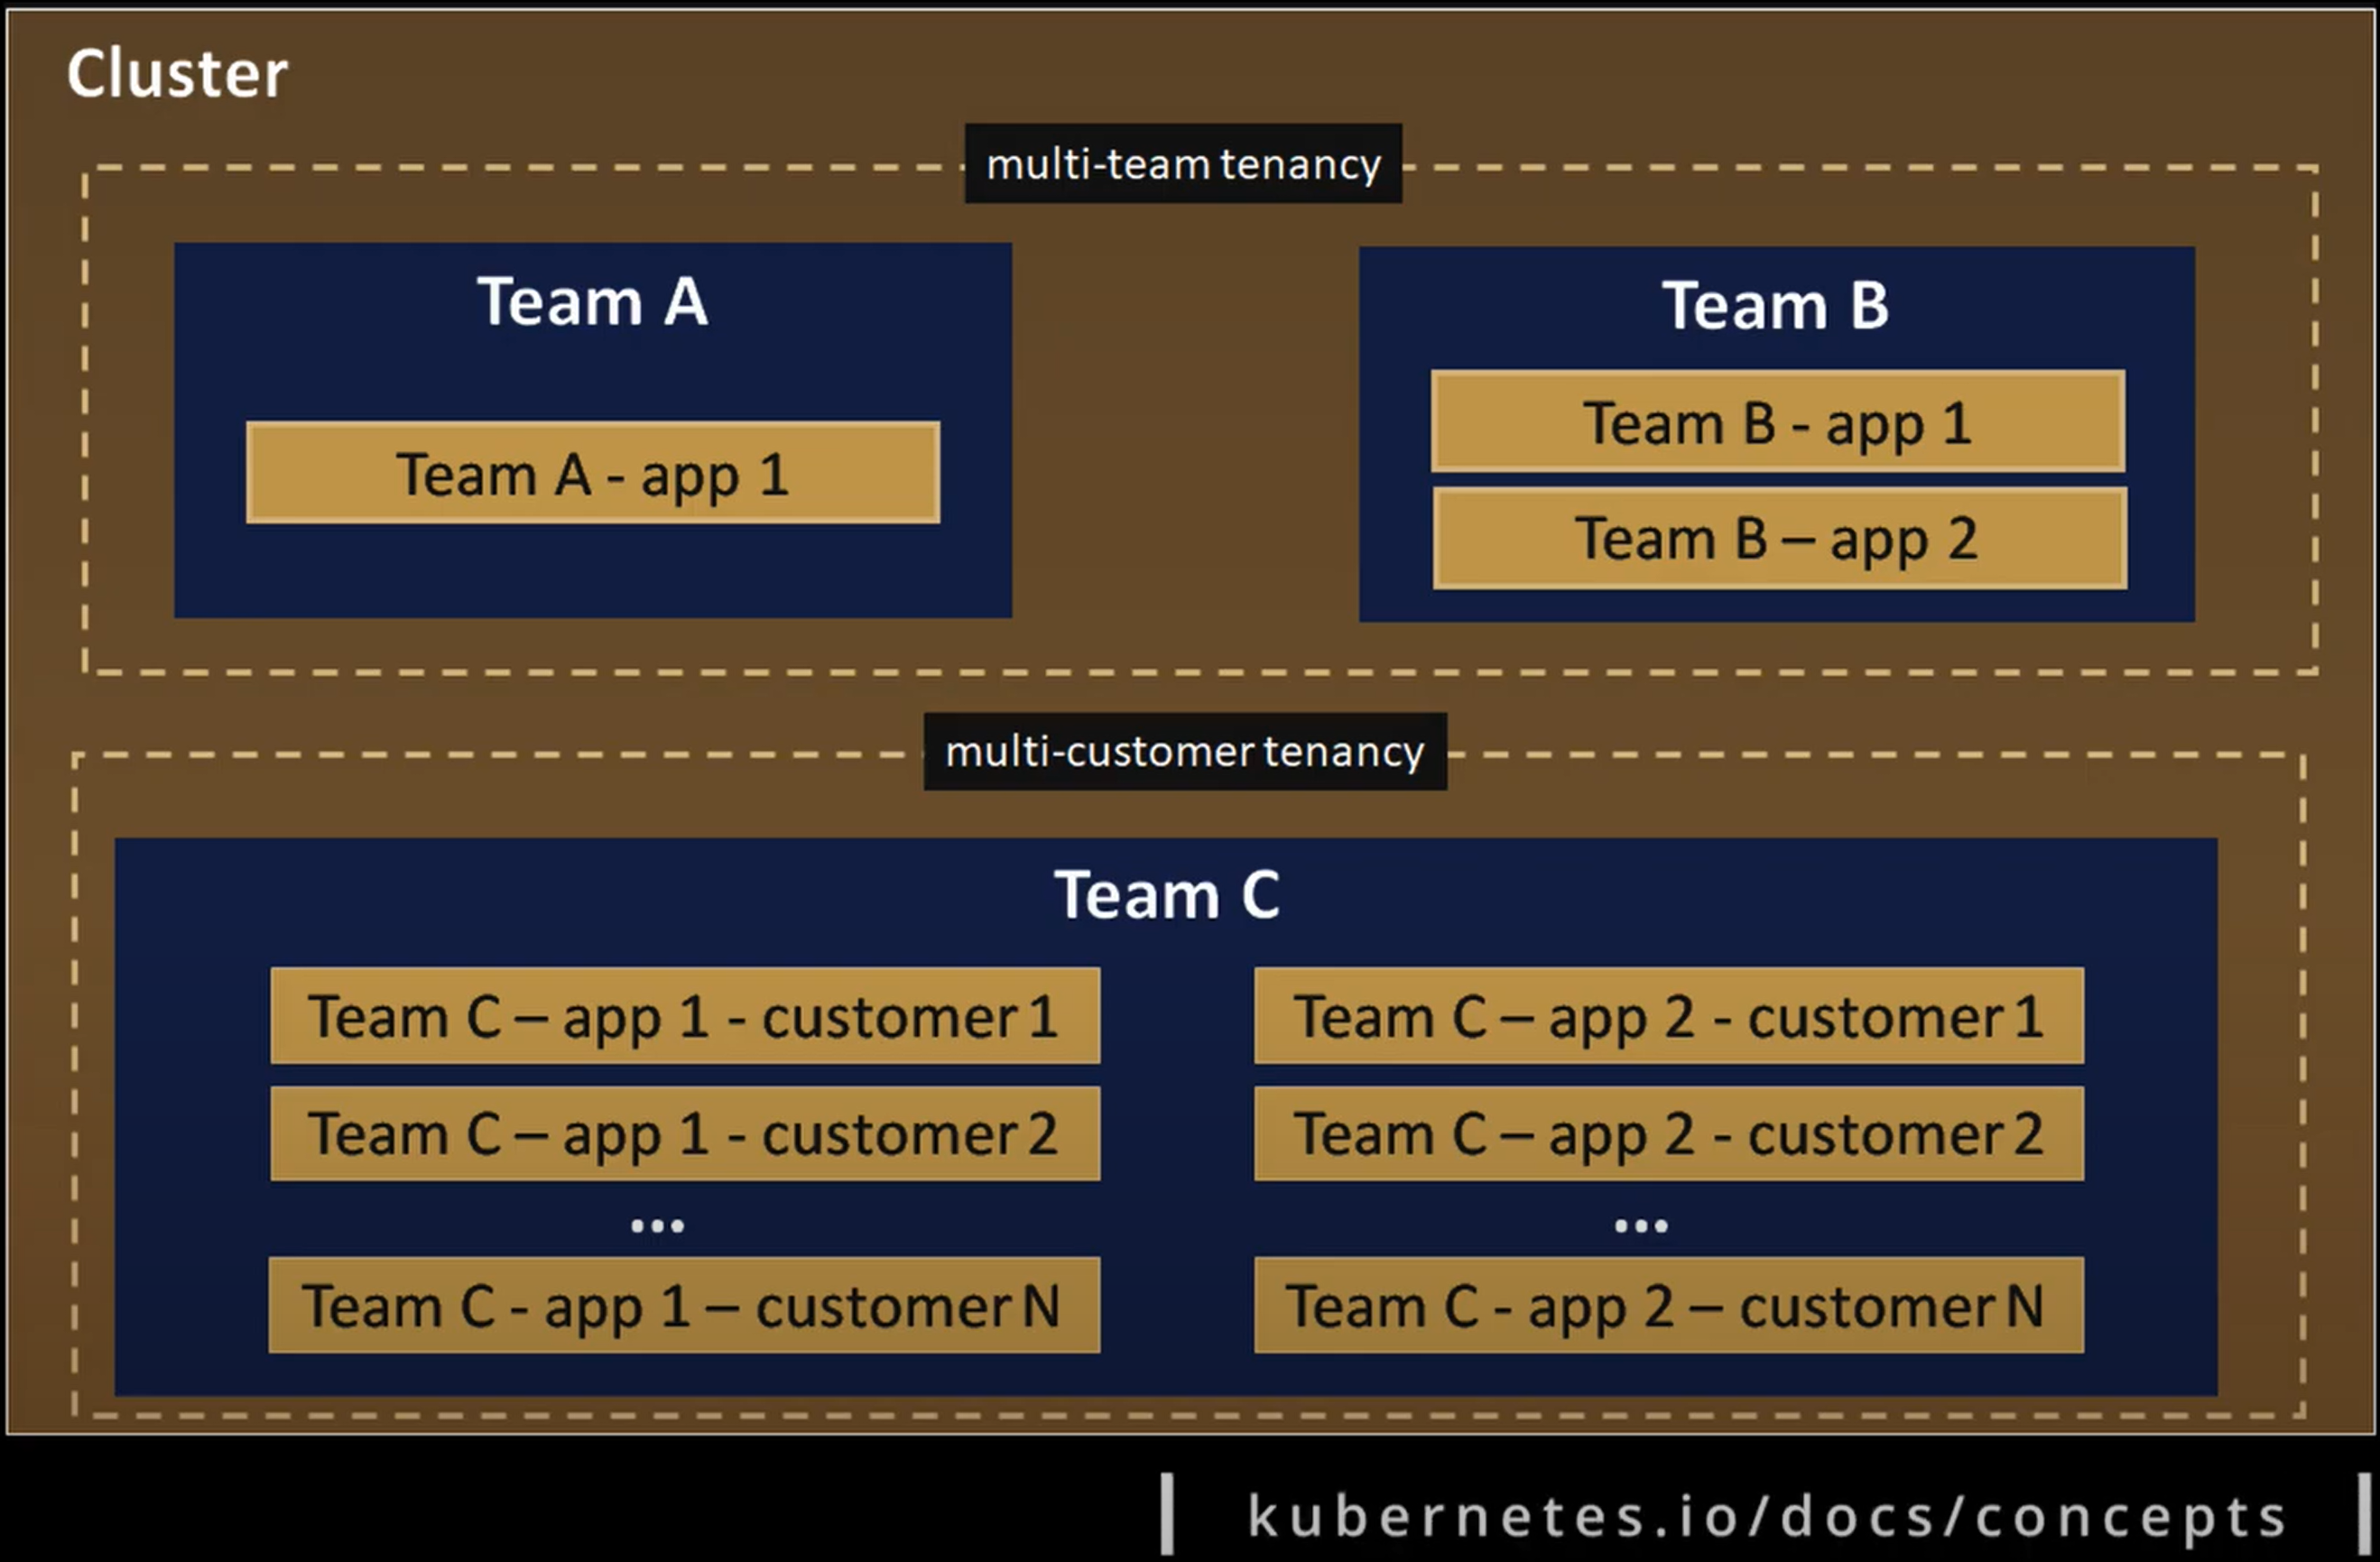 Cluster
multi-team tenancy
Team A
Team A - app 1
Team B
Team B - app 1
Team B – app 2
multi-customer tenancy
Team C
Team C – app 1 - customer 1
Team C – app 1 - customer 2
...
Team C - app 1 – customer N
Team C – app 2 - customer 1
Team C – app 2 - customer 2
...
Team C - app 2 – customer N
kubernetes.io/docs/concepts